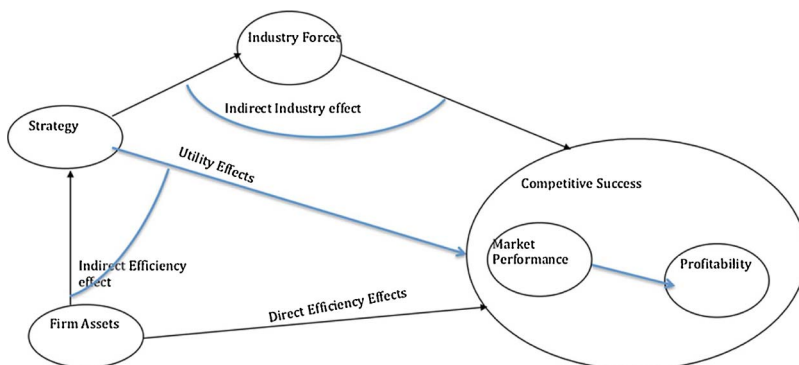 Industry Forces
Indirect Industry effect
Strategy
Utility Effects
Competitive Success
Market
Performance
Profitability
Indirect Efficiency
effect
Direct Efficiency Effects
Firm Assets